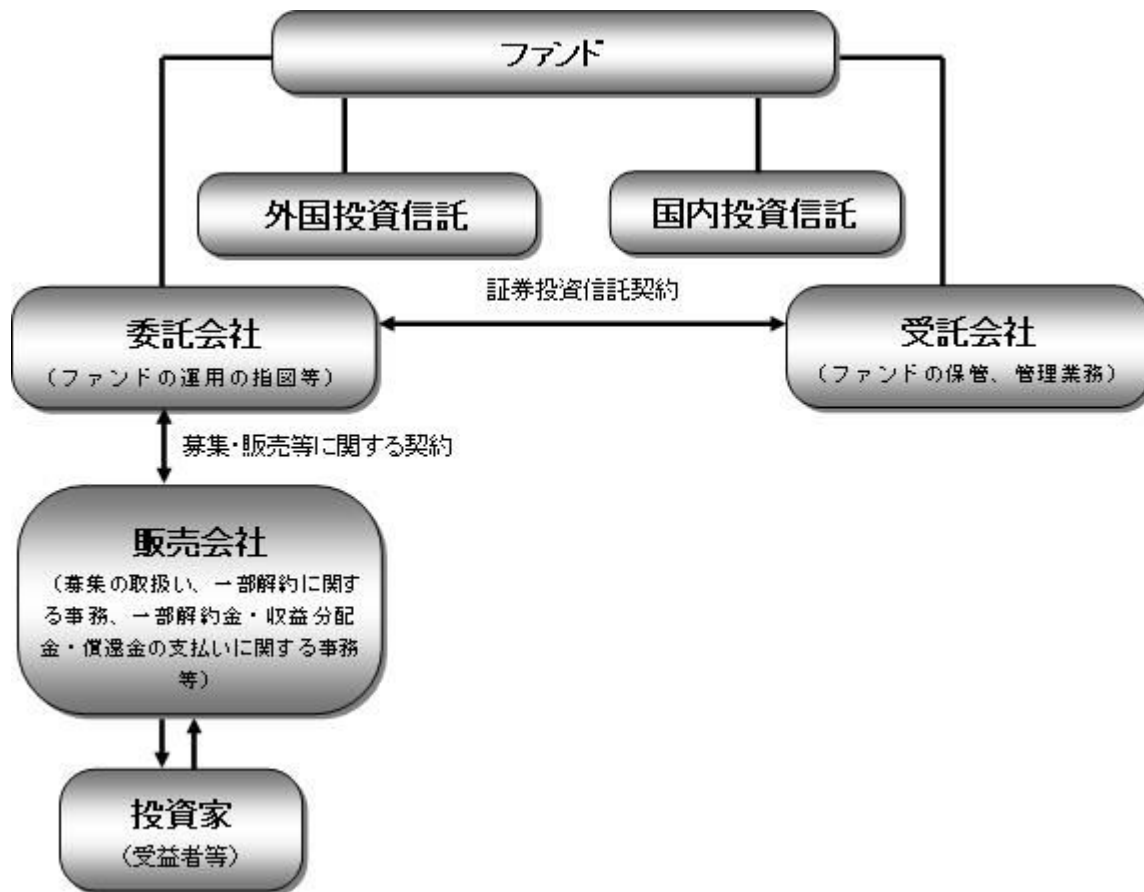 ファンド
外国投資信託
国内投資信託
証券投資信託契約
委託会社
（ファンドの運用の指図等）
受託会社
（ファンドの保管、管理業務）
募集・販売等に関する契約
販売会社
（募集の取扱い、一部解約に関す
る事務、一部解約金・収益分配
金・償還金の支払いに関する事務
等）
投資家
（受益者等）